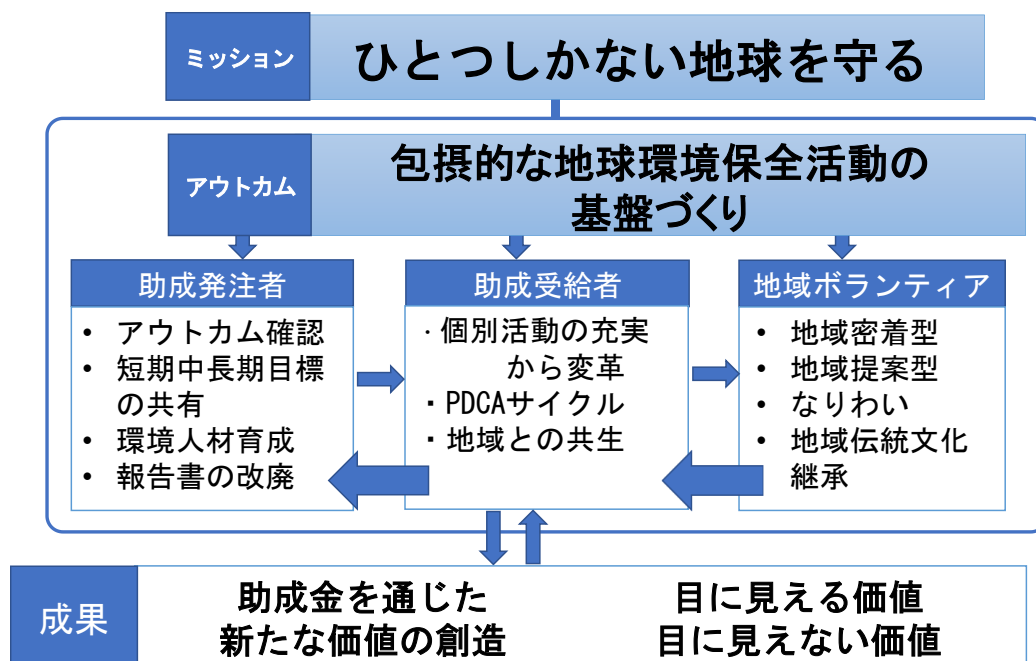 ミッション
ひとつしかない地球を守る
アウトカム
包摂的な地球環境保全活動の
基盤づくり
助成発注者
• アウトカム確認
• 短期中長期目標
の共有
• 環境人材育成
• 報告書の改廃
助成受給者
・個別活動の充実
から変革
・PDCAサイクル
・地域との共生
地域ボランティア
• 地域密着型
• 地域提案型
• なりわい
• 地域伝統文化
継承
成果
助成金を通じた
新たな価値の創造
目に見える価値
目に見えない価値